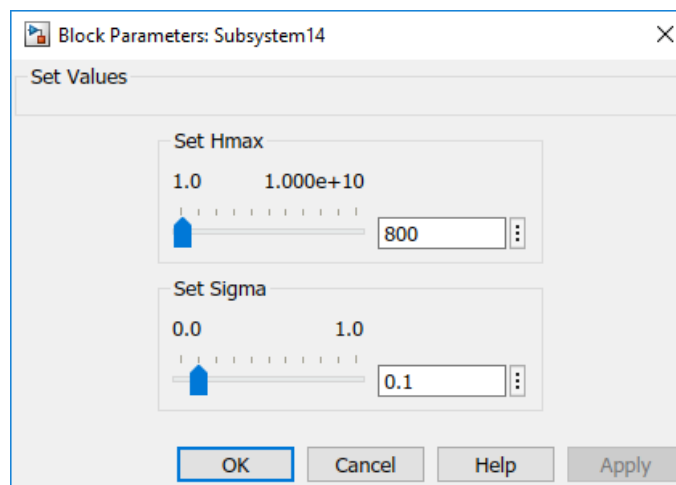 Block Parameters: Subsystem14
Set Values
Set Hmax
1.0 1.000e+10
800
Set Sigma
0.0 1.0
0.1
OK Cancel Help Apply